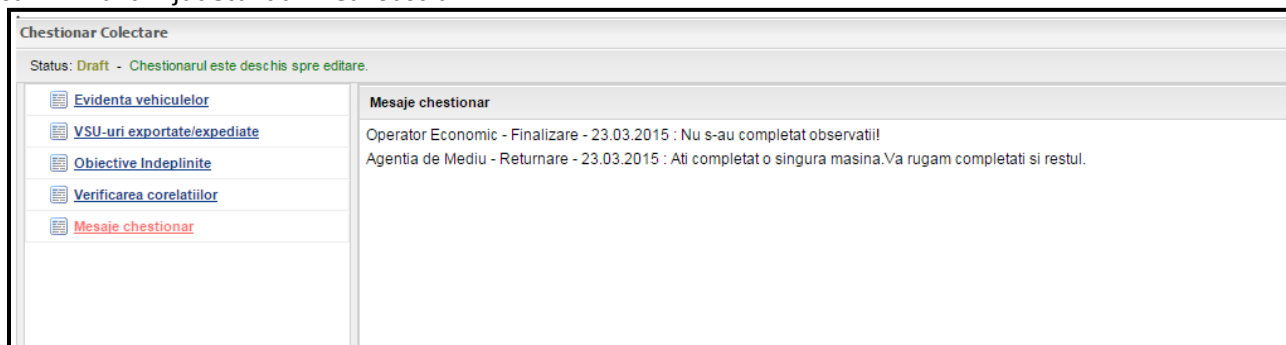 Chestionar Colectare
Status: Draft - Chestionarul este deschis spre editare.
Evidenta vehiculelor
VSU-uri exportate/expediate
Obiective Indeplinite
Verificarea corelatiilor
Mesaje chestionar
Mesaje chestionar
Operator Economic - Finalizare - 23.03.2015 : Nu s-au completat observatii!
Agentia de Mediu - Returnare - 23.03.2015 : Ati completat o singura masina.Va rugam completati si restul.